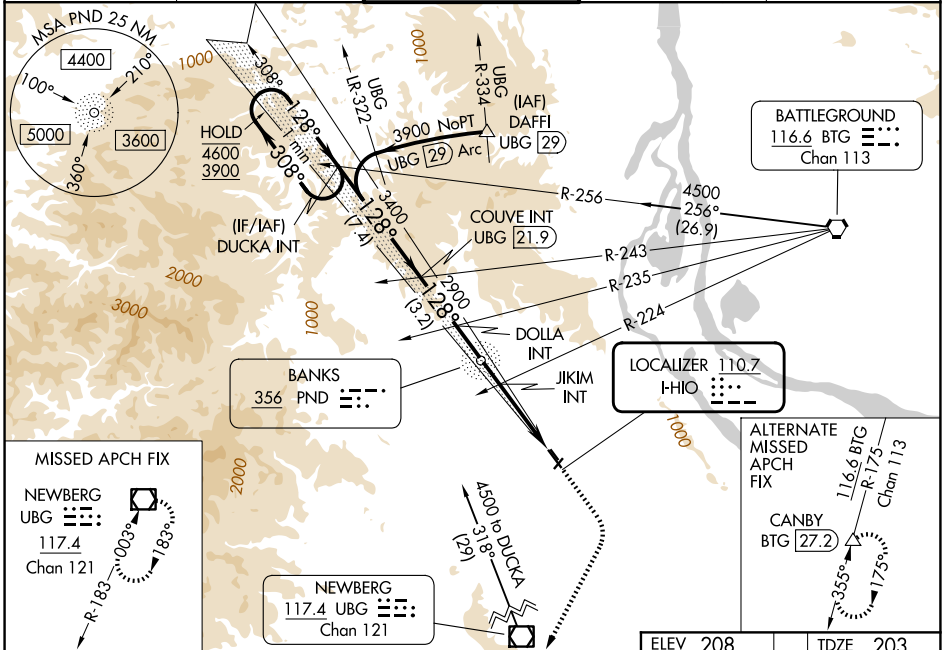 MSA PND 25 NM
4400
100°
210°
5000
3600
360°
1000
1000
308°
128°
HOLD
4600
3900
1 min
308°
(IF/IAF)
DUCKA INT
UBG
LR-322
UBG
R-334
(IAF)
DAFFI
UBG 29
3900 NoPT
UBG 29 Arc
3400
128°
(7.4)
COUVE INT
UBG 21.9
2900
128°
(3.2)
DOLLA
INT
JIKIM
INT
BATTLEGROUND
116.6 BTG
Chan 113
R-256
4500
256°
(26.9)
R-243
R-235
R-224
2000
3000
1000
2000
1000
BANKS
356 PND
LOCALIZER 110.7
I-HIO
MISSED APCH FIX
NEWBERG
UBG
117.4
Chan 121
003°
183°
R-183
4500 to DUCKA
318°
(29)
NEWBERG
117.4 UBG
Chan 121
ALTERNATE
MISSED
APCH
FIX
116.6 BTG
R-175
Chan 113
CANBY
BTG 27.2
355°
175°
ELEV 208
TDZE 203